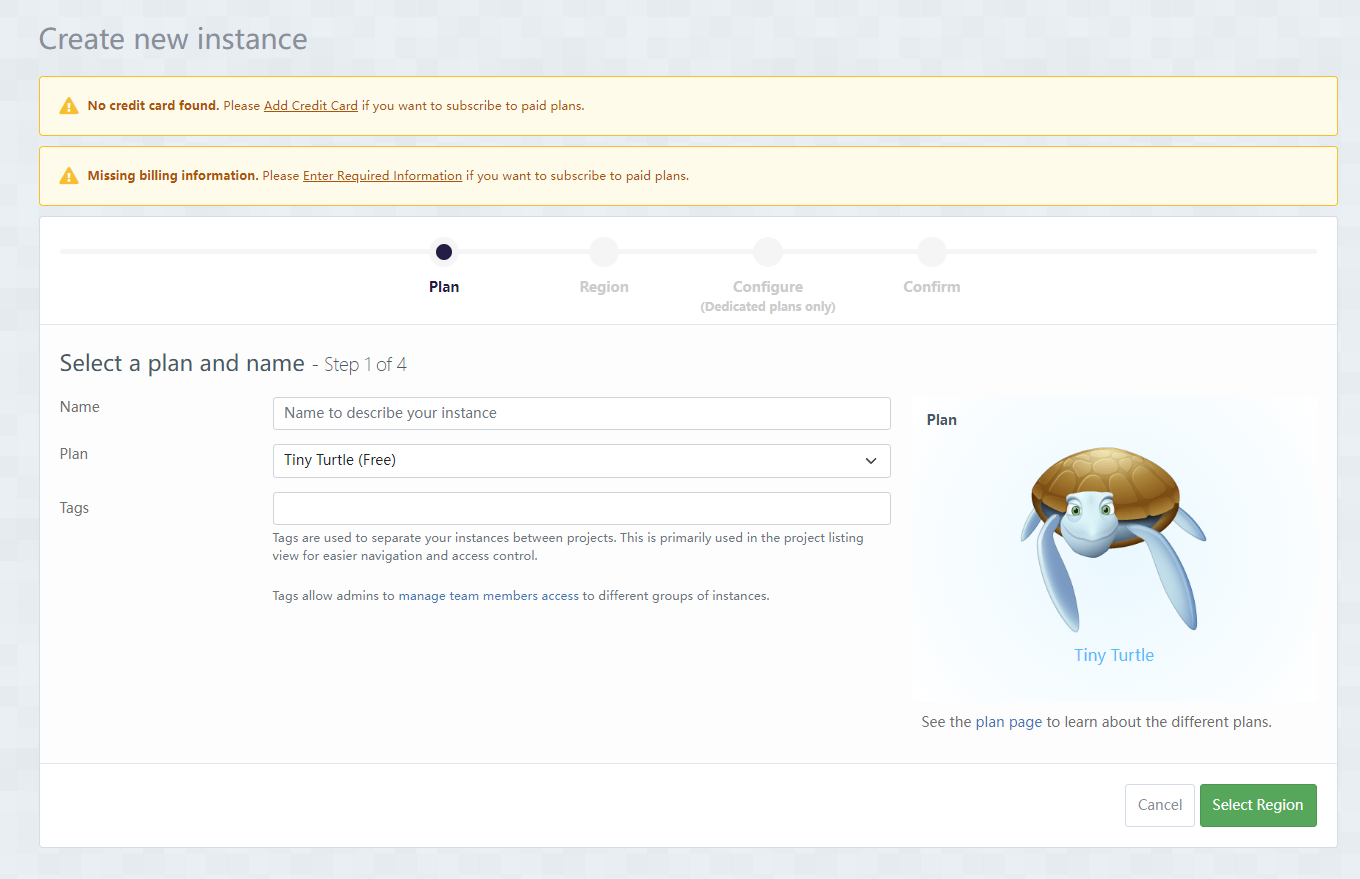 Create new instance
No credit card found. Please Add Credit Card if you want to subscribe to paid plans.
Missing billing information. Please Enter Required Information if you want to subscribe to paid plans.
Plan
Region
Configure
(Dedicated plans only)
Confirm
Select a plan and name - Step 1 of 4
Name
Name to describe your instance
Plan
Tiny Turtle (Free)
Tags
Tags are used to separate your instances between projects. This is primarily used in the project listing
view for easier navigation and access control.
Tags allow admins to manage team members access to different groups of instances.
Plan
Tiny Turtle
See the plan page to learn about the different plans.
Cancel
Select Region